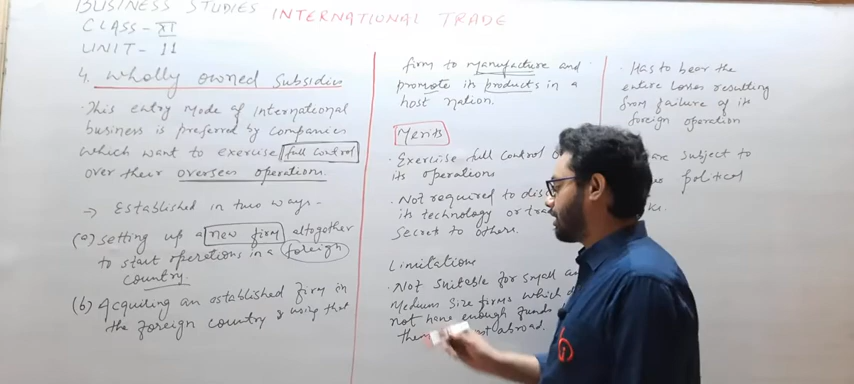 BUSINESS STUDIES
INTERNATIONAL TRADE
CLASS - XI
UNIT - 11
4. Wholly owned Subsidies
· This entry Mode of International
business is preferred by companies
which want to exercise full control
over their overseas operations.
→ Established in two ways -
(a) Setting up a new firm altogether
to start operations in a foreign
country.
(b) Acquiring an established firm in
the foreign country & using that
firm to manufacture and
promote its products in a
host nation.
Merits
· Exercise full control
its operations
· Not required to
its technology or
Secret to others.
Limitations
· Not suitable for small
Medium size firms which
not have enough funds
abroad.
· Has to bear the
entire losses resulting
from failure of its
foreign operation
subject to
political